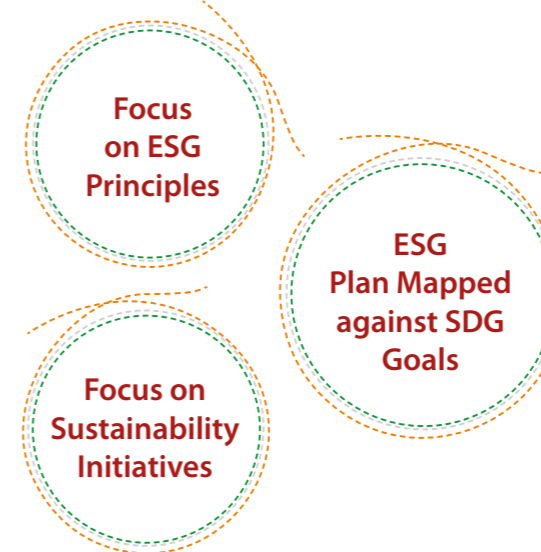 Focus
on ESG
Principles
ESG
Plan Mapped
against SDG
Goals
Focus on
Sustainability
Initiatives